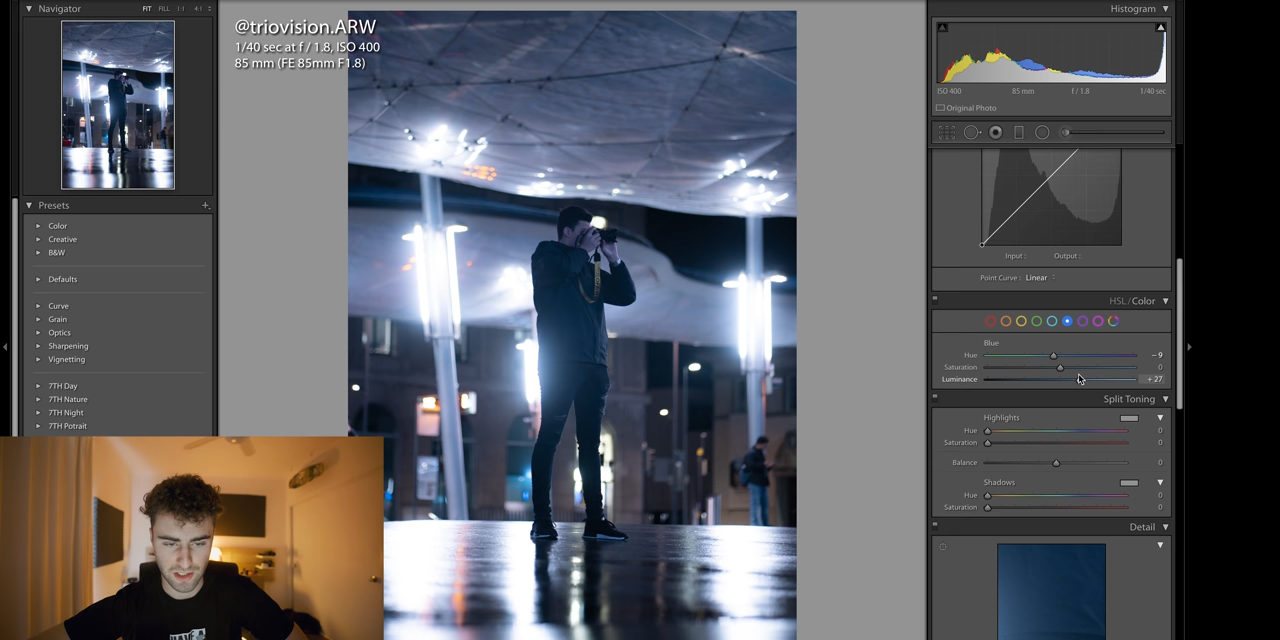 Navigator
FIT FILL 1:1 4:1
@triovision.ARW
1/40 sec at f / 1.8, ISO 400
85 mm (FE 85mm F1.8)
Presets
Color
Creative
B&W
Defaults
Curve
Grain
Optics
Sharpening
Vignetting
7TH Day
7TH Nature
7TH Night
7TH Potrait
Histogram
ISO 400 85 mm f / 1.8 1/40 sec
Original Photo
Input : Output :
Point Curve : Linear
HSL / Color
Blue
Hue - 9
Saturation 0
Luminance + 27
Split Toning
Highlights
Hue 0
Saturation 0
Balance 0
Shadows
Hue 0
Saturation 0
Detail